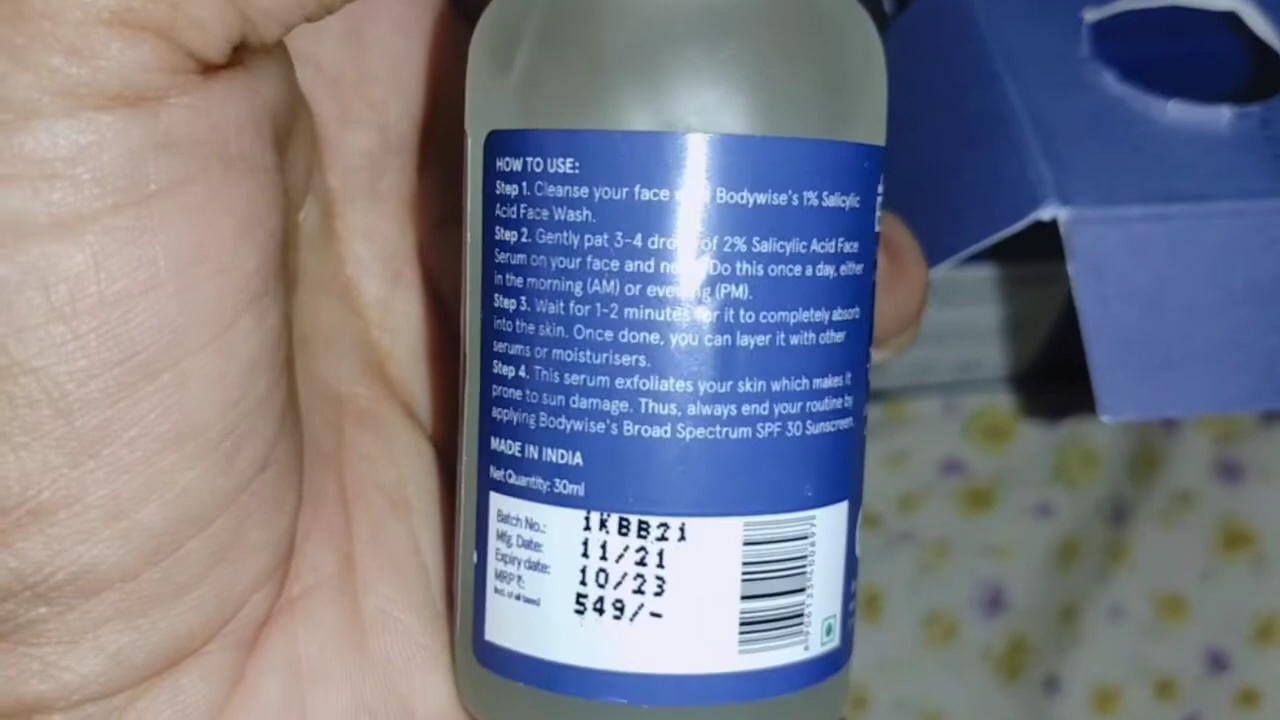 HOW TO USE:
Step 1. Cleanse your face Bodywise's 1% Salicylic
Acid Face Wash.
Step 2. Gently pat 3-4 of 2% Salicylic Acid Face
Serum on your face and Do this once a day, either
in the morning (AM) or evening (PM).
Step 3. Wait for 1-2 minutes for it to completely absorb
into the skin. Once done, you can layer it with other
serums or moisturisers.
Step 4. This serum exfoliates your skin which makes it
prone to sun damage. Thus, always end your routine by
applying Bodywise's Broad Spectrum SPF 30 Sunscreen.
MADE IN INDIA
Net Quantity: 30ml
Batch No.: 1KBB21
Mfg. Date: 11/21
Expiry date: 10/23
MRP ₹: 549/-
(Incl. of all taxes)